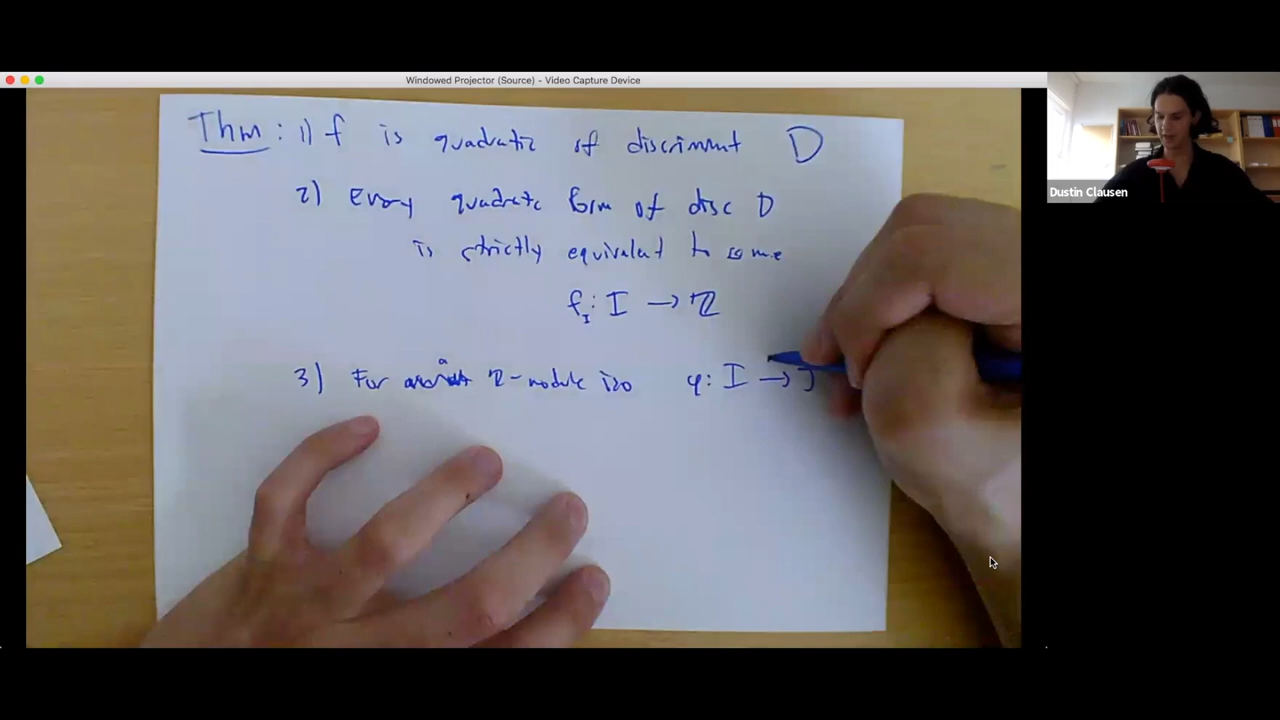 Windowed Projector (Source) - Video Capture Device
Dustin Clausen
Thm: 1) f is quadratic of discriminant D
2) Every quadratic form of disc D
is strictly equivalent to some
f_I: I → ℤ
3) For a ℤ-module iso φ: I → J